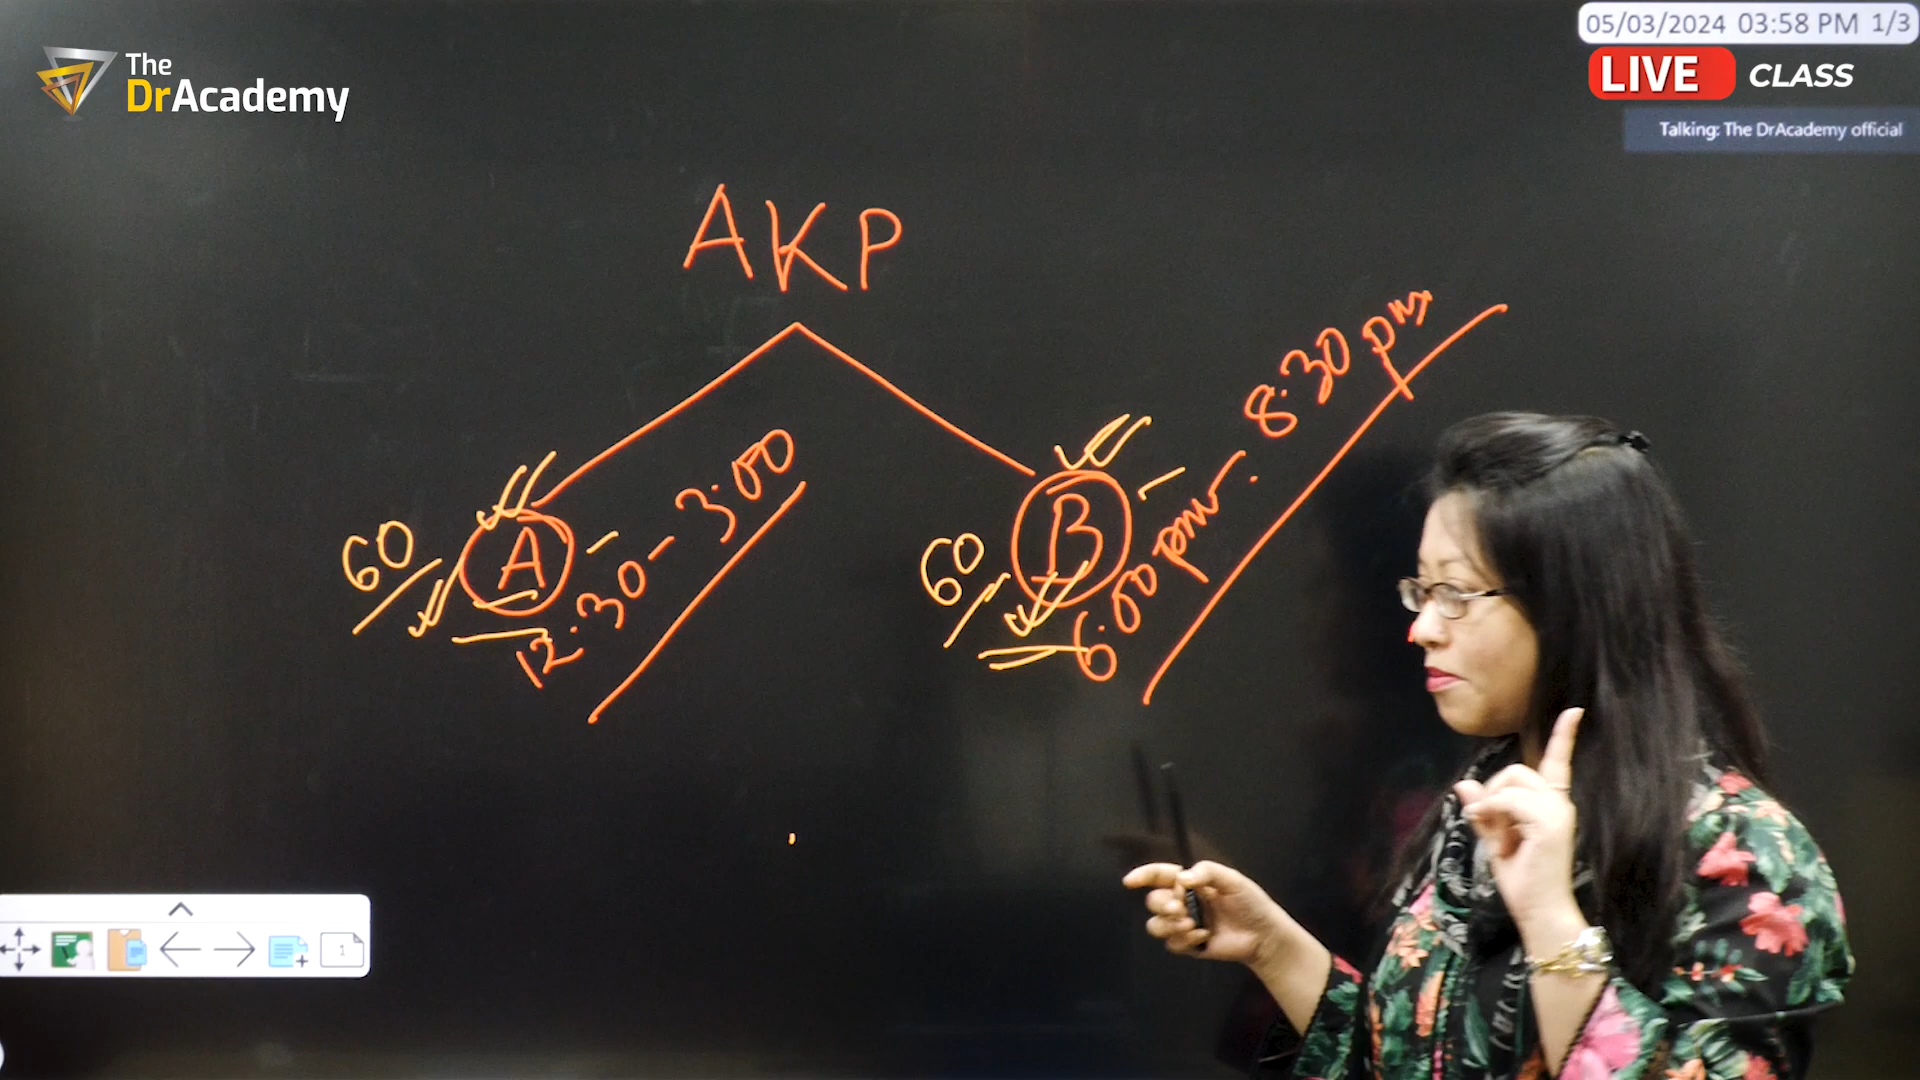 05/03/2024 03:58 PM 1/3
The
DrAcademy
LIVE CLASS
Talking: The DrAcademy official
AKP
60 A 12:30 - 3:00
60 B 6:00 pm - 8:30 pm
1